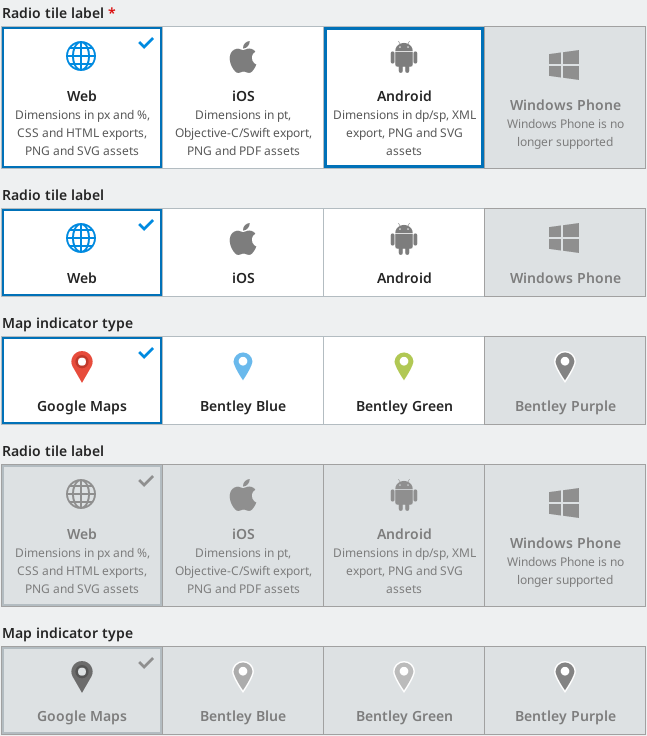 Radio tile label *
Web
Dimensions in px and %,
CSS and HTML exports,
PNG and SVG assets
iOS
Dimensions in pt,
Objective-C/Swift export,
PNG and PDF assets
Android
Dimensions in dp/sp, XML
export, PNG and SVG
assets
Windows Phone
Windows Phone is no
longer supported
Radio tile label
Web
iOS
Android
Windows Phone
Map indicator type
Google Maps
Bentley Blue
Bentley Green
Bentley Purple
Radio tile label
Web
Dimensions in px and %,
CSS and HTML exports,
PNG and SVG assets
iOS
Dimensions in pt,
Objective-C/Swift export,
PNG and PDF assets
Android
Dimensions in dp/sp, XML
export, PNG and SVG
assets
Windows Phone
Windows Phone is no
longer supported
Map indicator type
Google Maps
Bentley Blue
Bentley Green
Bentley Purple